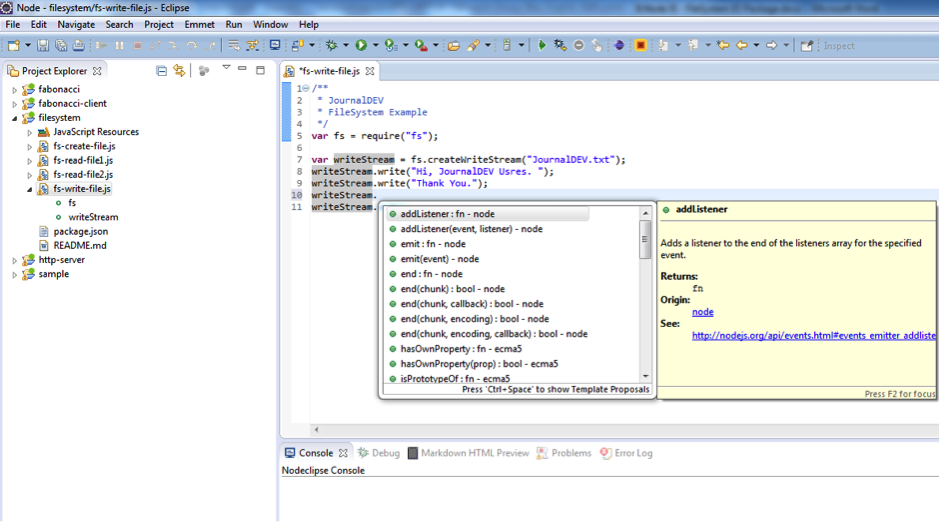 Node - filesystem/fs-write-file.js - Eclipse
File Edit Navigate Search Project Emmet Run Window Help
Inspect
Project Explorer
fabonacci
fabonacci-client
filesystem
JavaScript Resources
fs-create-file.js
fs-read-file1.js
fs-read-file2.js
fs-write-file.js
fs
writeStream
package.json
README.md
http-server
sample
*fs-write-file.js
1 /**
2 * JournalDEV
3 * FileSystem Example
4 */
5 var fs = require("fs");
6
7 var writeStream = fs.createWriteStream("JournalDEV.txt");
8 writeStream.write("Hi, JournalDEV Usres. ");
9 writeStream.write("Thank You.");
10 writeStream.
11 writeStream.
addListener : fn - node
addListener(event, listener) - node
emit : fn - node
emit(event) - node
end : fn - node
end(chunk) : bool - node
end(chunk, callback) : bool - node
end(chunk, encoding) : bool - node
end(chunk, encoding, callback) : bool - node
hasOwnProperty : fn - ecma5
hasOwnProperty(prop) : bool - ecma5
isPrototypeOf : fn - ecma5
Press 'Ctrl+Space' to show Template Proposals
addListener
Adds a listener to the end of the listeners array for the specified
event.
Returns:
fn
Origin:
node
See:
http://nodejs.org/api/events.html#events_emitter_addliste
Press F2 for focus
Console Debug Markdown HTML Preview Problems Error Log
Nodeclipse Console